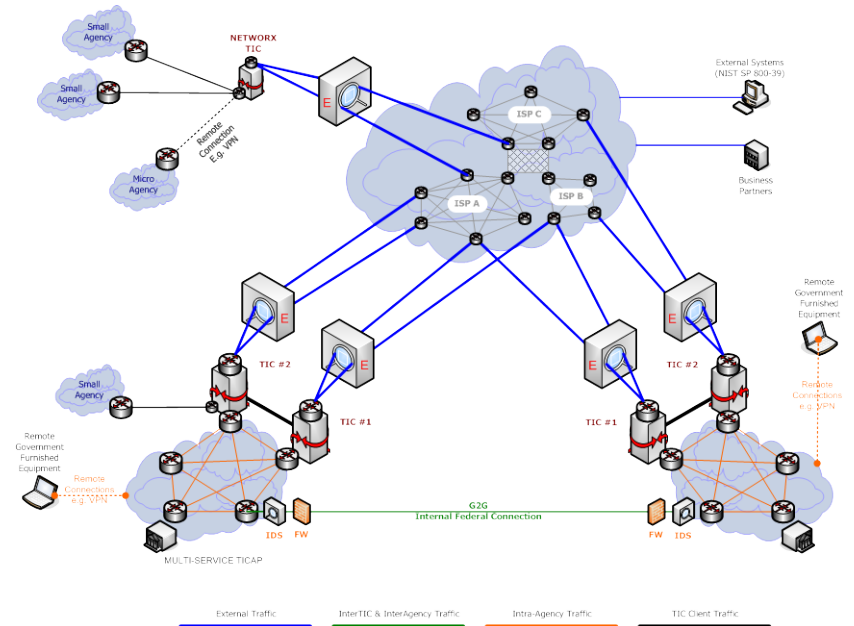 Small
Agency
NETWORX
TIC
Small
Agency
Remote
Connection
E.g. VPN
Micro
Agency
E
ISP C
ISP A
ISP B
External Systems
(NIST SP 800-39)
Business
Partners
E
E
E
E
Remote
Government
Furnished
Equipment
Remote
Connections
e.g. VPN
TIC #2
TIC #1
TIC #2
TIC #1
Small
Agency
Remote
Government
Furnished
Equipment
Remote
Connections
e.g. VPN
G2G
Internal Federal Connection
IDS
FW
FW
IDS
MULTI-SERVICE TICAP
External Traffic
InterTIC & InterAgency Traffic
Intra-Agency Traffic
TIC Client Traffic